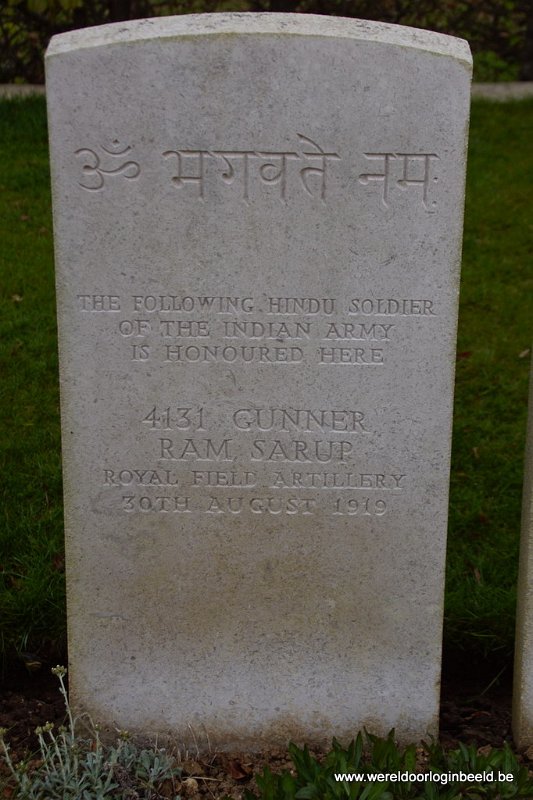 ॐ भगवते नमः
THE FOLLOWING HINDU SOLDIER
OF THE INDIAN ARMY
IS HONOURED HERE
4131 GUNNER
RAM SARUP
ROYAL FIELD ARTILLERY
30TH AUGUST 1919
www.wereldoorloginbeeld.be